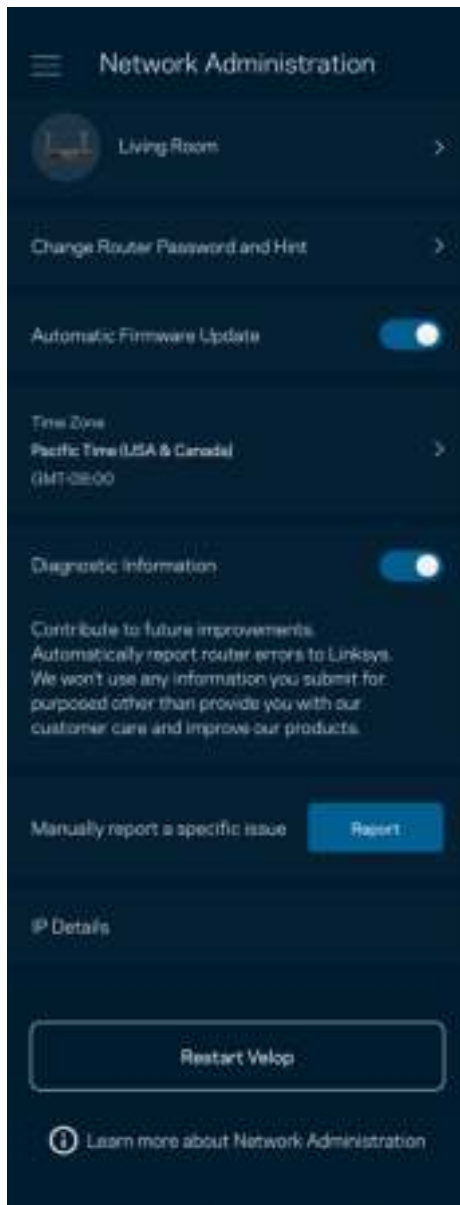 Network Administration
Living Room
Change Router Password and Hint
Automatic Firmware Update
Time Zone
Pacific Time (USA & Canada)
GMT-08:00
Diagnostic Information
Contribute to future improvements.
Automatically report router errors to Linksys.
We won't use any information you submit for
purposed other than provide you with our
customer care and improve our products.
Manually report a specific issue
Report
IP Details
Restart Velop
Learn more about Network Administration